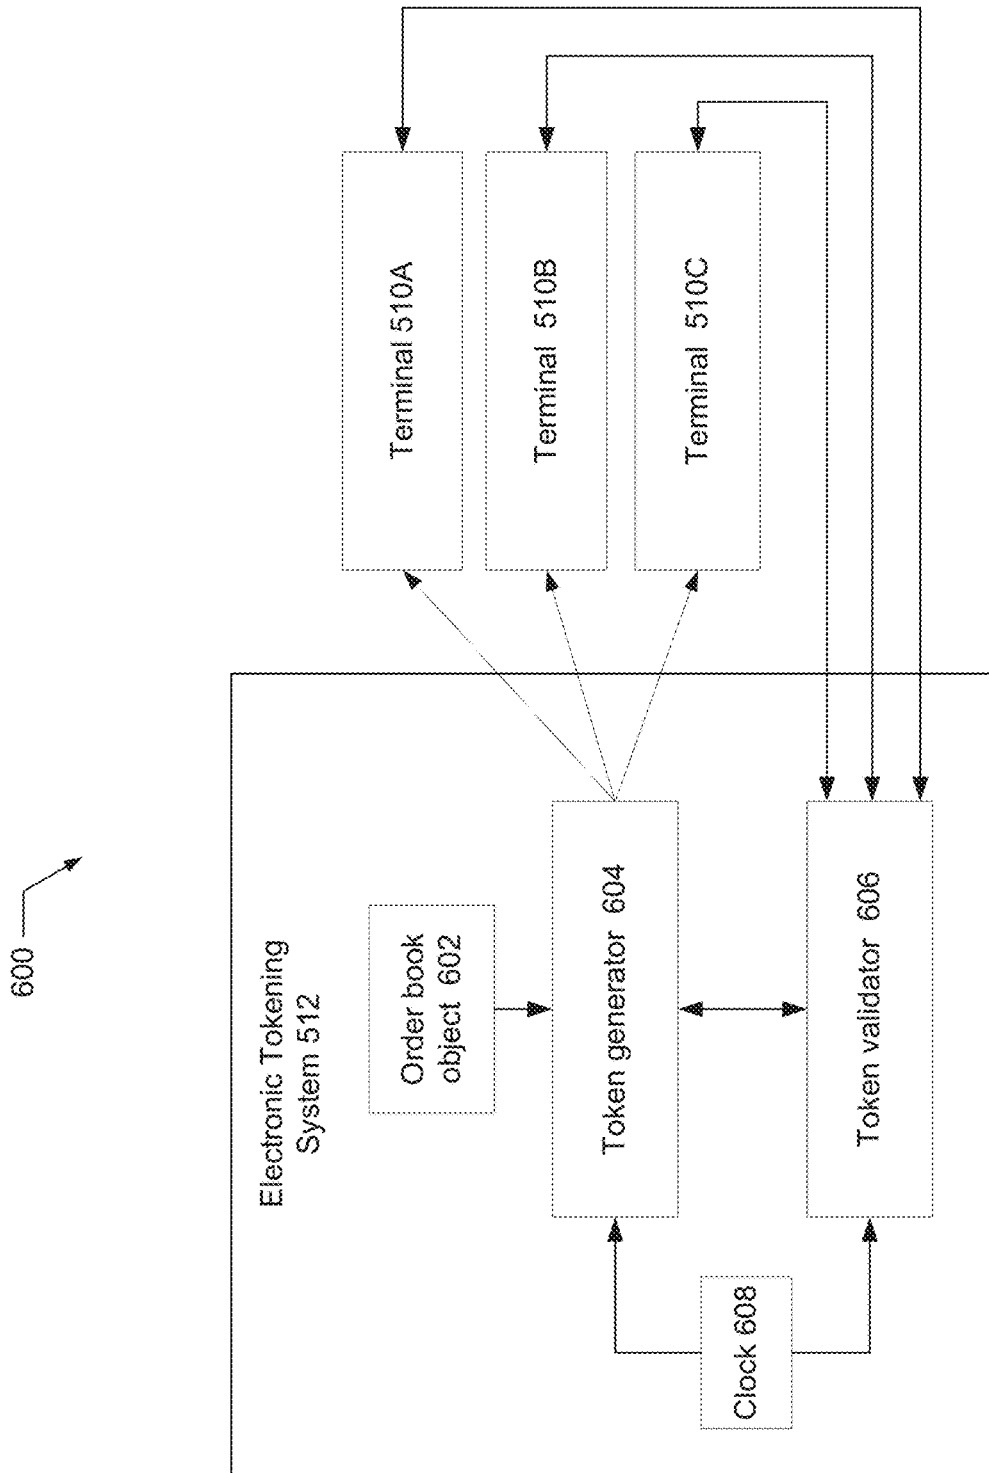 600
Electronic Tokening
System 512
Order book
object 602
Token generator 604
Token validator 606
Clock 608
Terminal 510A
Terminal 510B
Terminal 510C